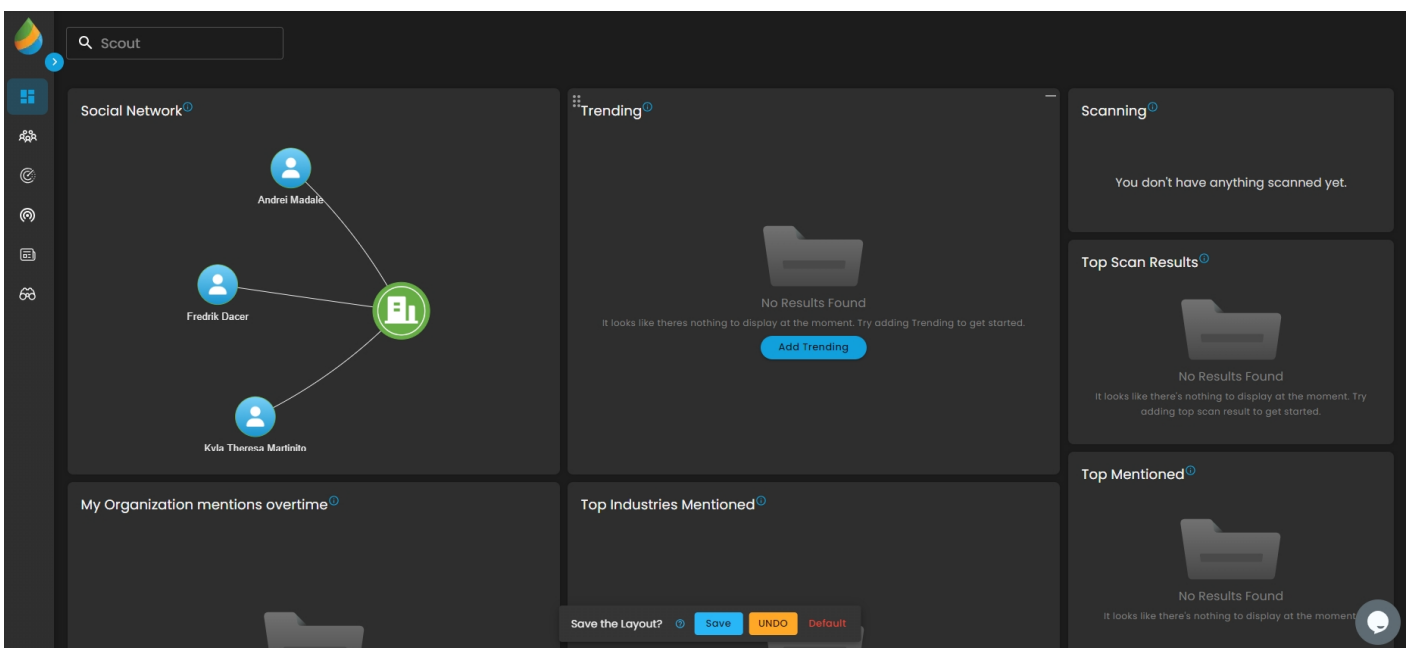 Scout
Social Network
Andrei Madale
Fredrik Dacer
Kyla Theresa Martinito
Trending
No Results Found
It looks like theres nothing to display at the moment. Try adding Trending to get started.
Add Trending
Scanning
You don't have anything scanned yet.
Top Scan Results
No Results Found
It looks like there's nothing to display at the moment. Try
adding top scan result to get started.
Top Mentioned
No Results Found
It looks like there's nothing to display at the moment
My Organization mentions overtime
Top Industries Mentioned
Save the Layout?
Save
UNDO
Default